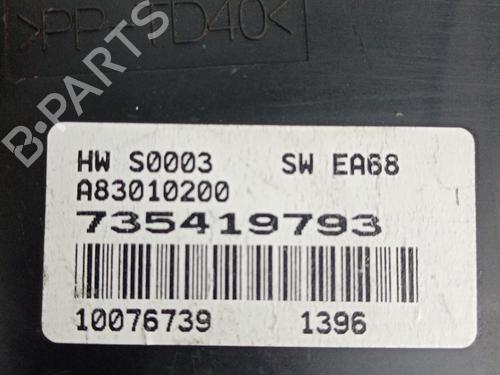 >PP-TD40<
B-PARTS
HW S0003 SW EA68
A83010200
735419793
10076739 1396